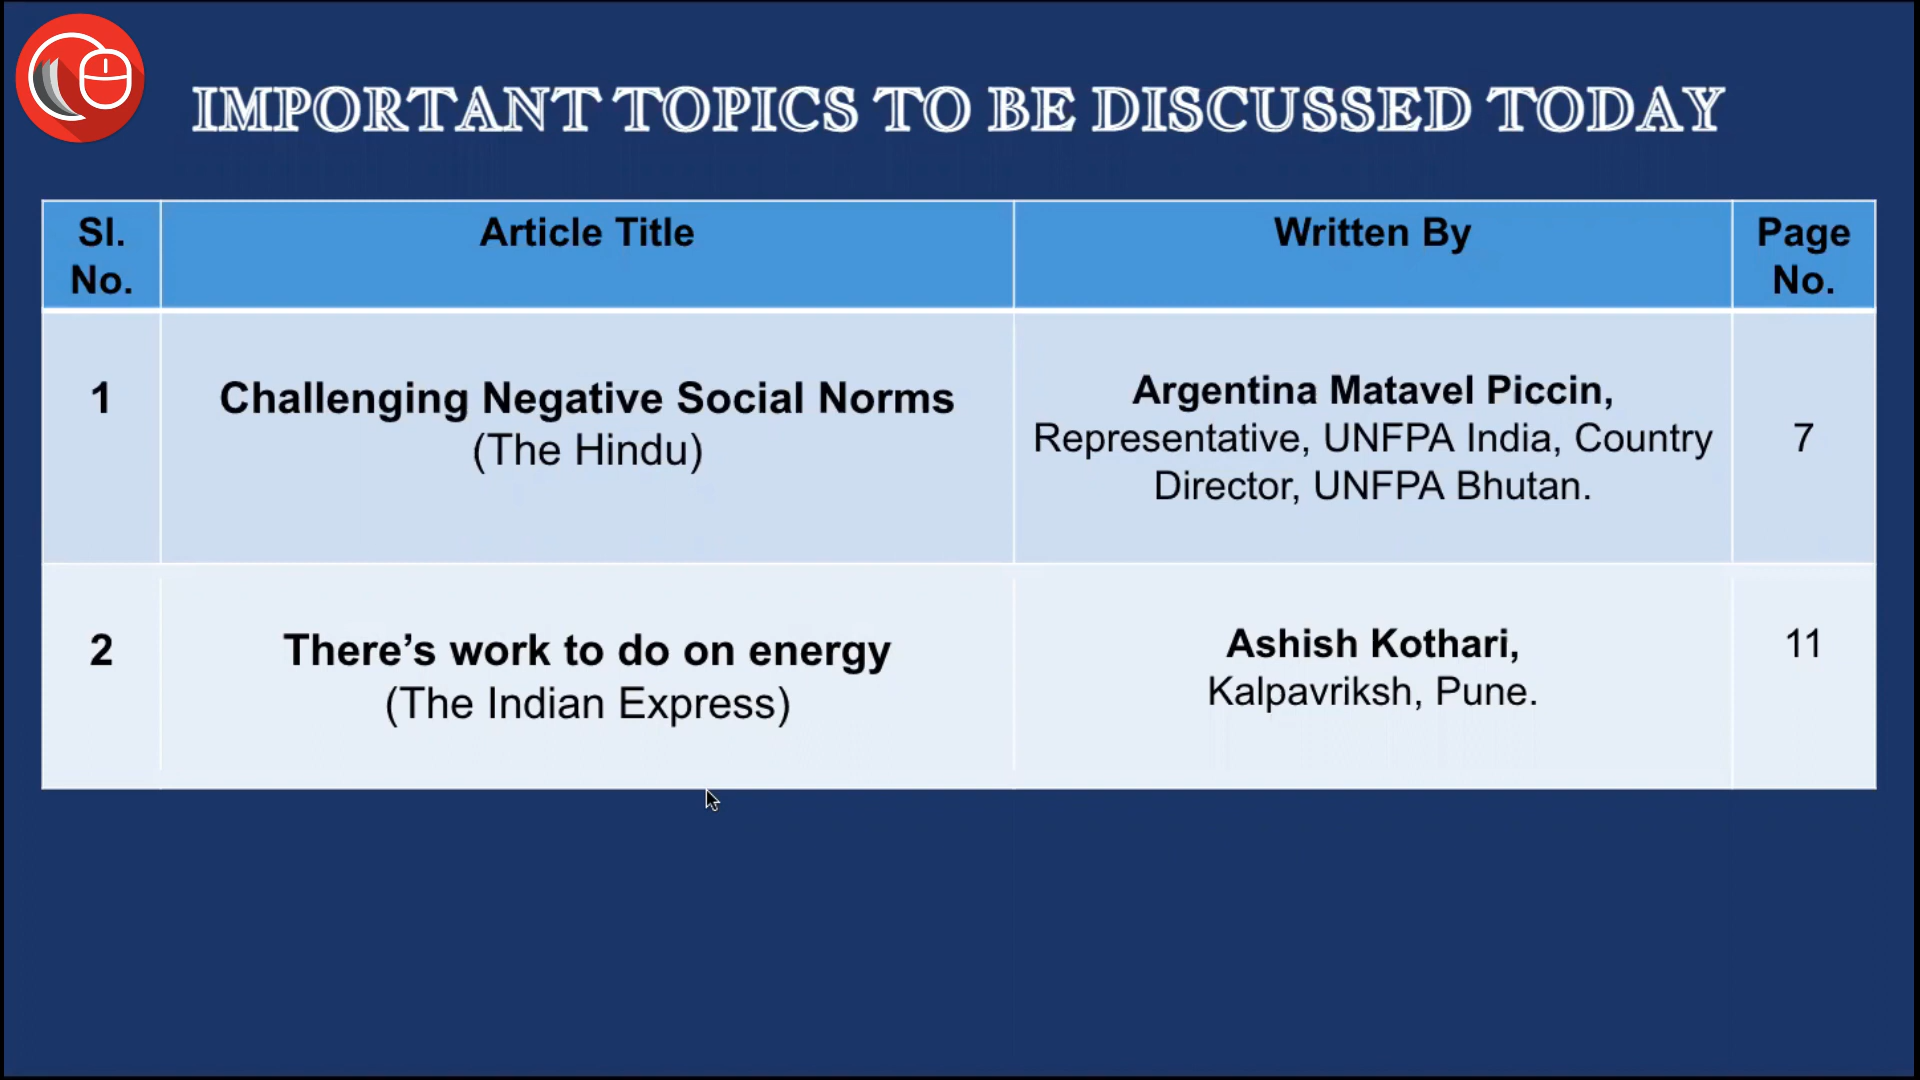 IMPORTANT TOPICS TO BE DISCUSSED TODAY
Sl.
No.
Article Title
Written By
Page
No.
1
Challenging Negative Social Norms
(The Hindu)
Argentina Matavel Piccin,
Representative, UNFPA India, Country
Director, UNFPA Bhutan.
7
2
There’s work to do on energy
(The Indian Express)
Ashish Kothari,
Kalpavriksh, Pune.
11